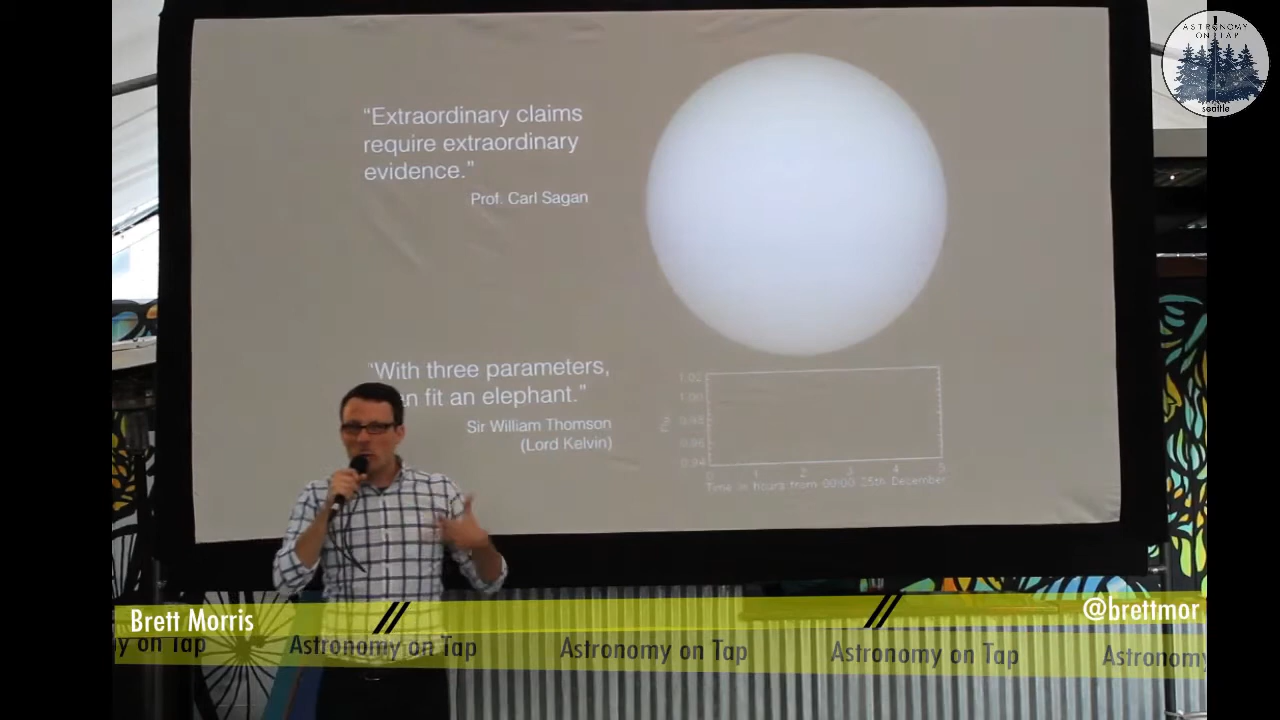 ASTRONOMY
ON TAP
seattle
“Extraordinary claims
require extraordinary
evidence.”
Prof. Carl Sagan
“With three parameters,
an fit an elephant.”
Sir William Thomson
(Lord Kelvin)
1.02
1.00
0.98
0.96
0.94
0 1 2 3 4 5
Time in hours from 00:00 25th December
Brett Morris // // @brettmor
y on Tap Astronomy on Tap Astronomy on Tap Astronomy on Tap Astronomy